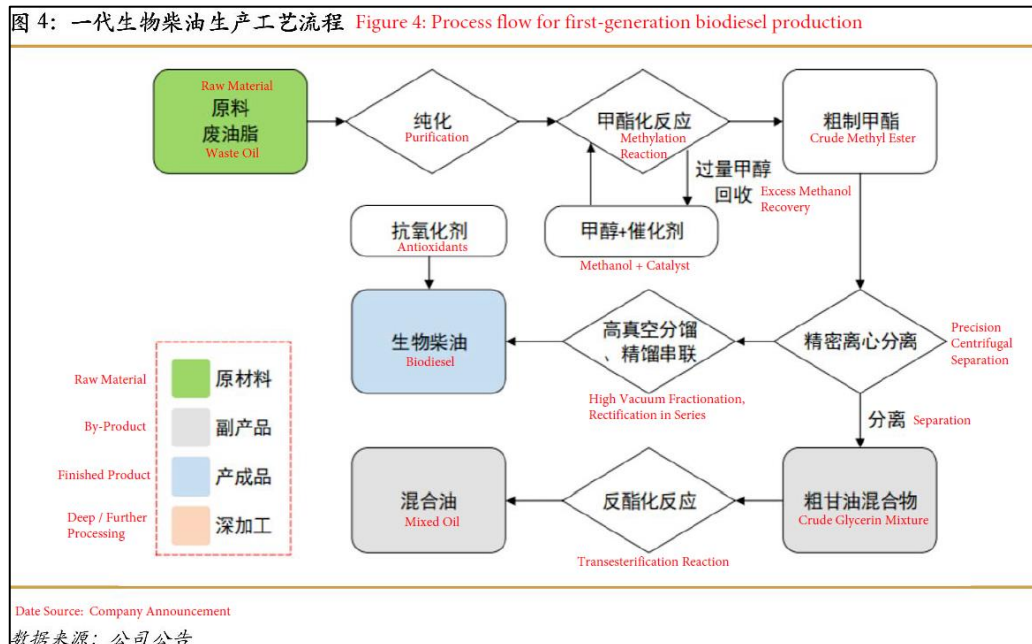 图 4：一代生物柴油生产工艺流程 Figure 4: Process flow for first-generation biodiesel production
Raw Material
原料
废油脂
Waste Oil
纯化
Purification
甲酯化反应
Methylation
Reaction
粗制甲酯
Crude Methyl Ester
过量甲醇
回收
Excess Methanol
Recovery
抗氧化剂
Antioxidants
甲醇+催化剂
Methanol + Catalyst
生物柴油
Biodiesel
高真空分馏
、精馏串联
High Vacuum Fractionation,
Rectification in Series
精密离心分离
Precision
Centrifugal
Separation
分离
Separation
混合油
Mixed Oil
反酯化反应
Transesterification Reaction
粗甘油混合物
Crude Glycerin Mixture
Raw Material 原材料
By-Product 副产品
Finished Product 产成品
Deep / Further
Processing
深加工
Date Source: Company Announcement
数据来源：公司公告